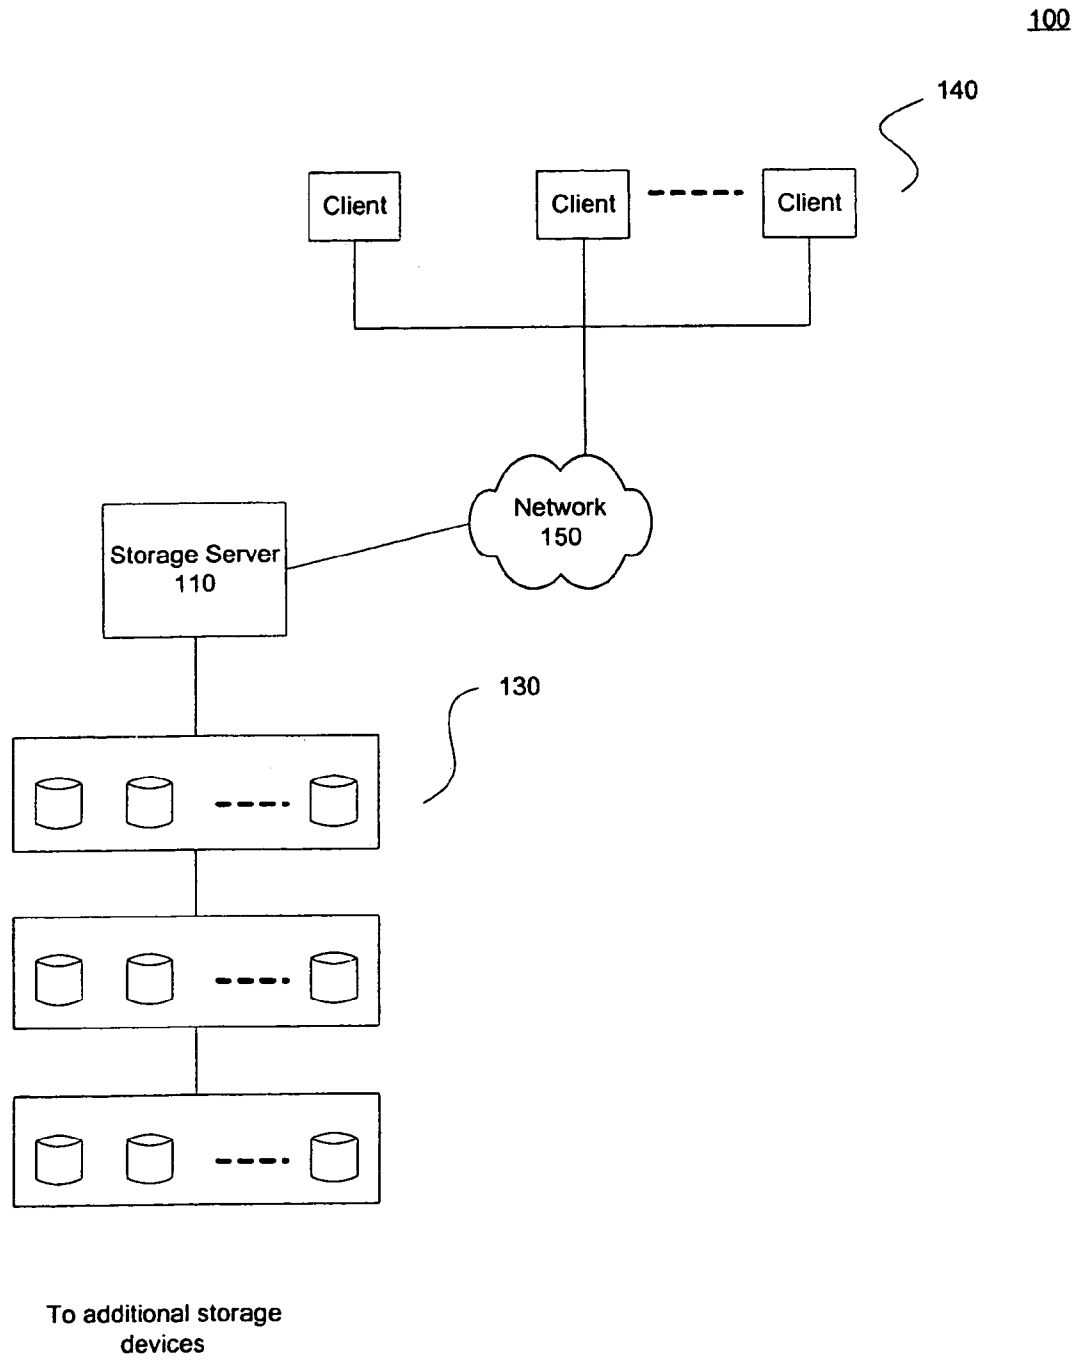 100
140
Client
Client
Client
Network
150
Storage Server
110
130
To additional storage
devices